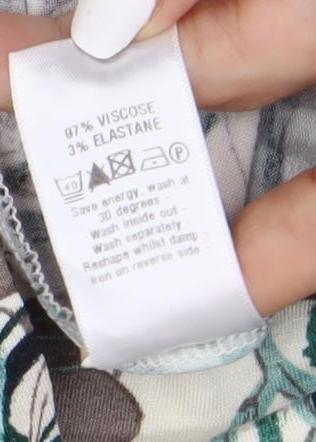 97% VISCOSE
3% ELASTANE
40 P
Save energy, wash at
30 degrees -
Wash inside out -
Wash separately -
Reshape whilst damp -
Iron on reverse side -